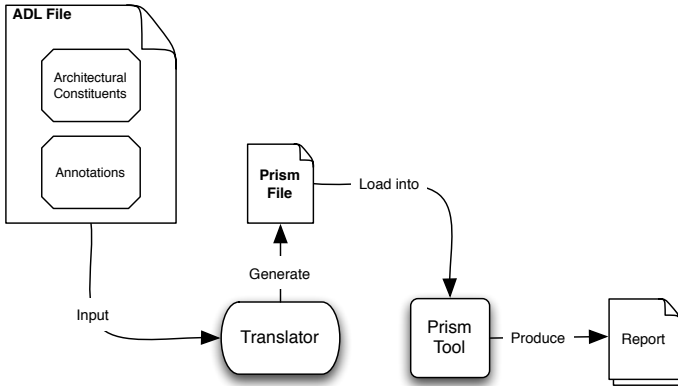 ADL File
Architectural
Constituents
Annotations
Prism
File
Load into
Generate
Input
Translator
Prism
Tool
Produce
Report